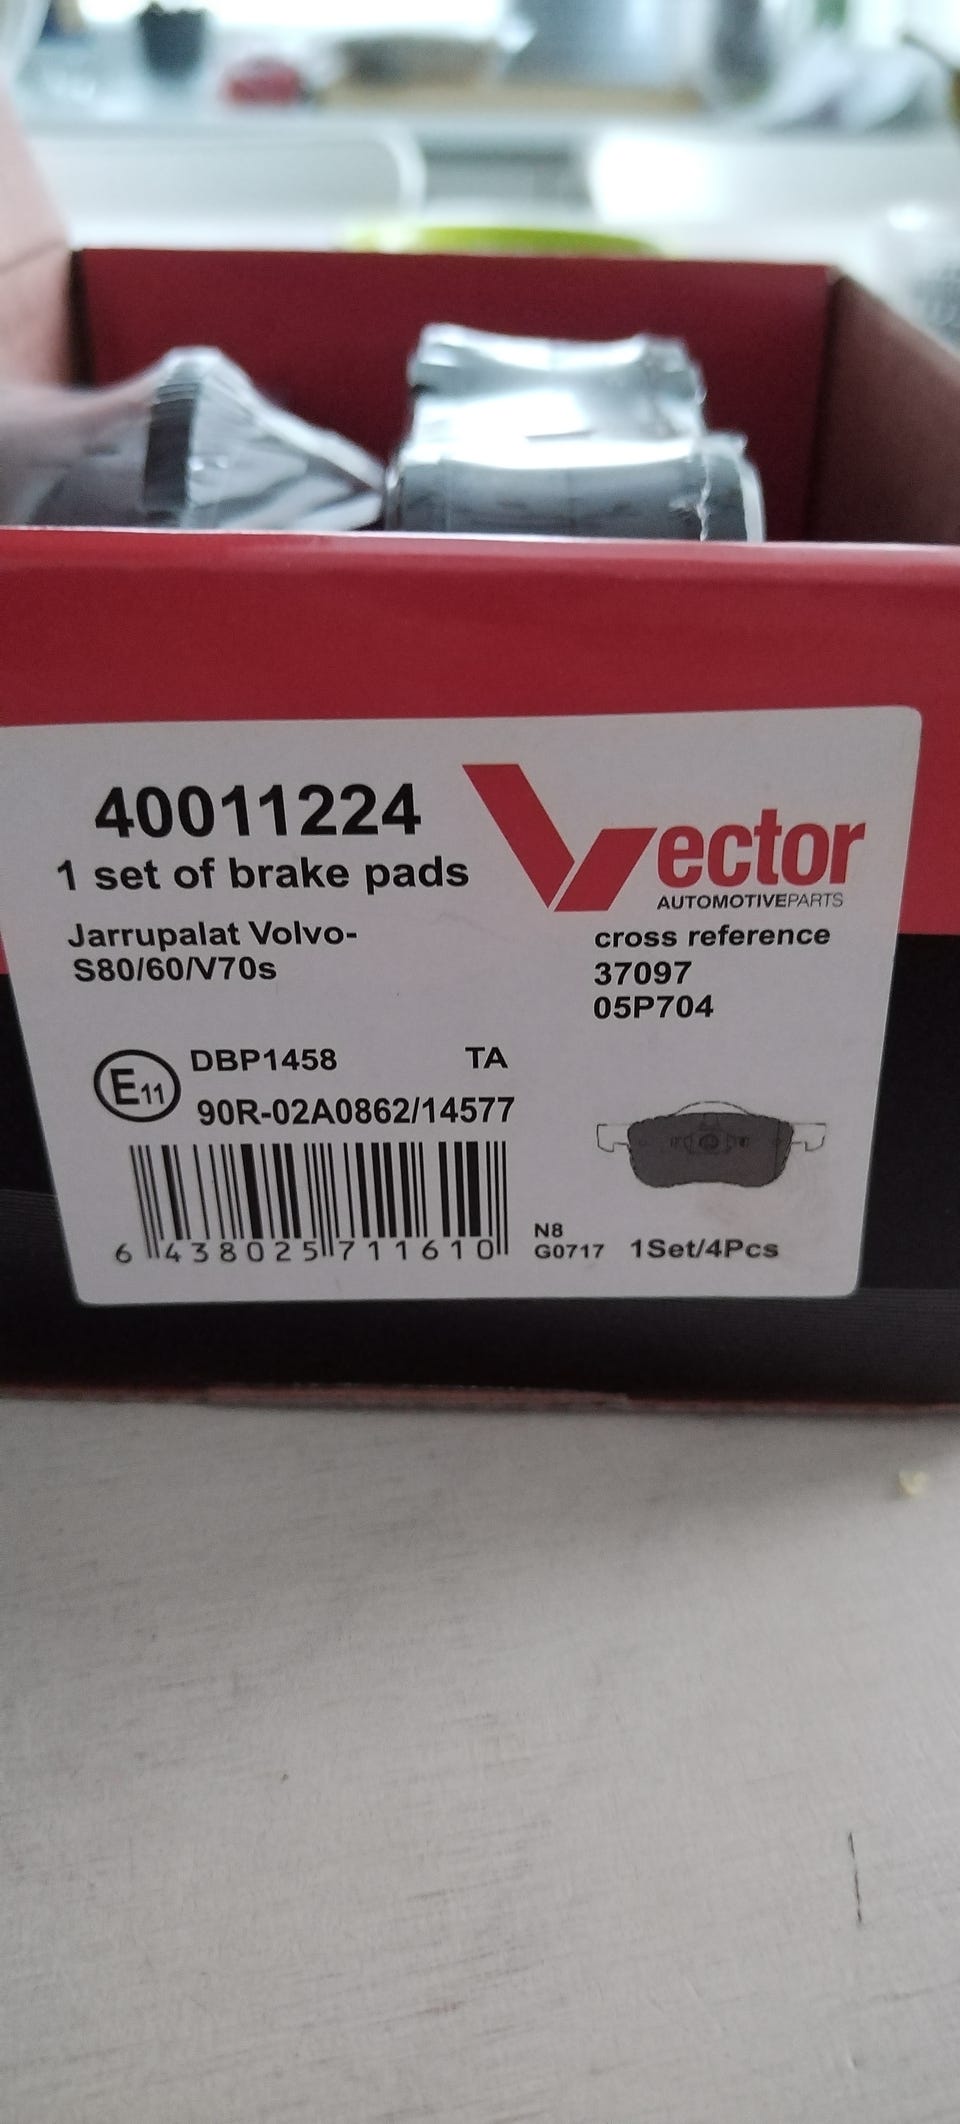 40011224
1 set of brake pads
Vector
AUTOMOTIVEPARTS
Jarrupalat Volvo-
S80/60/V70s
cross reference
37097
05P704
E11
DBP1458 TA
90R-02A0862/14577
6 438025 711610
N8
G0717 1Set/4Pcs